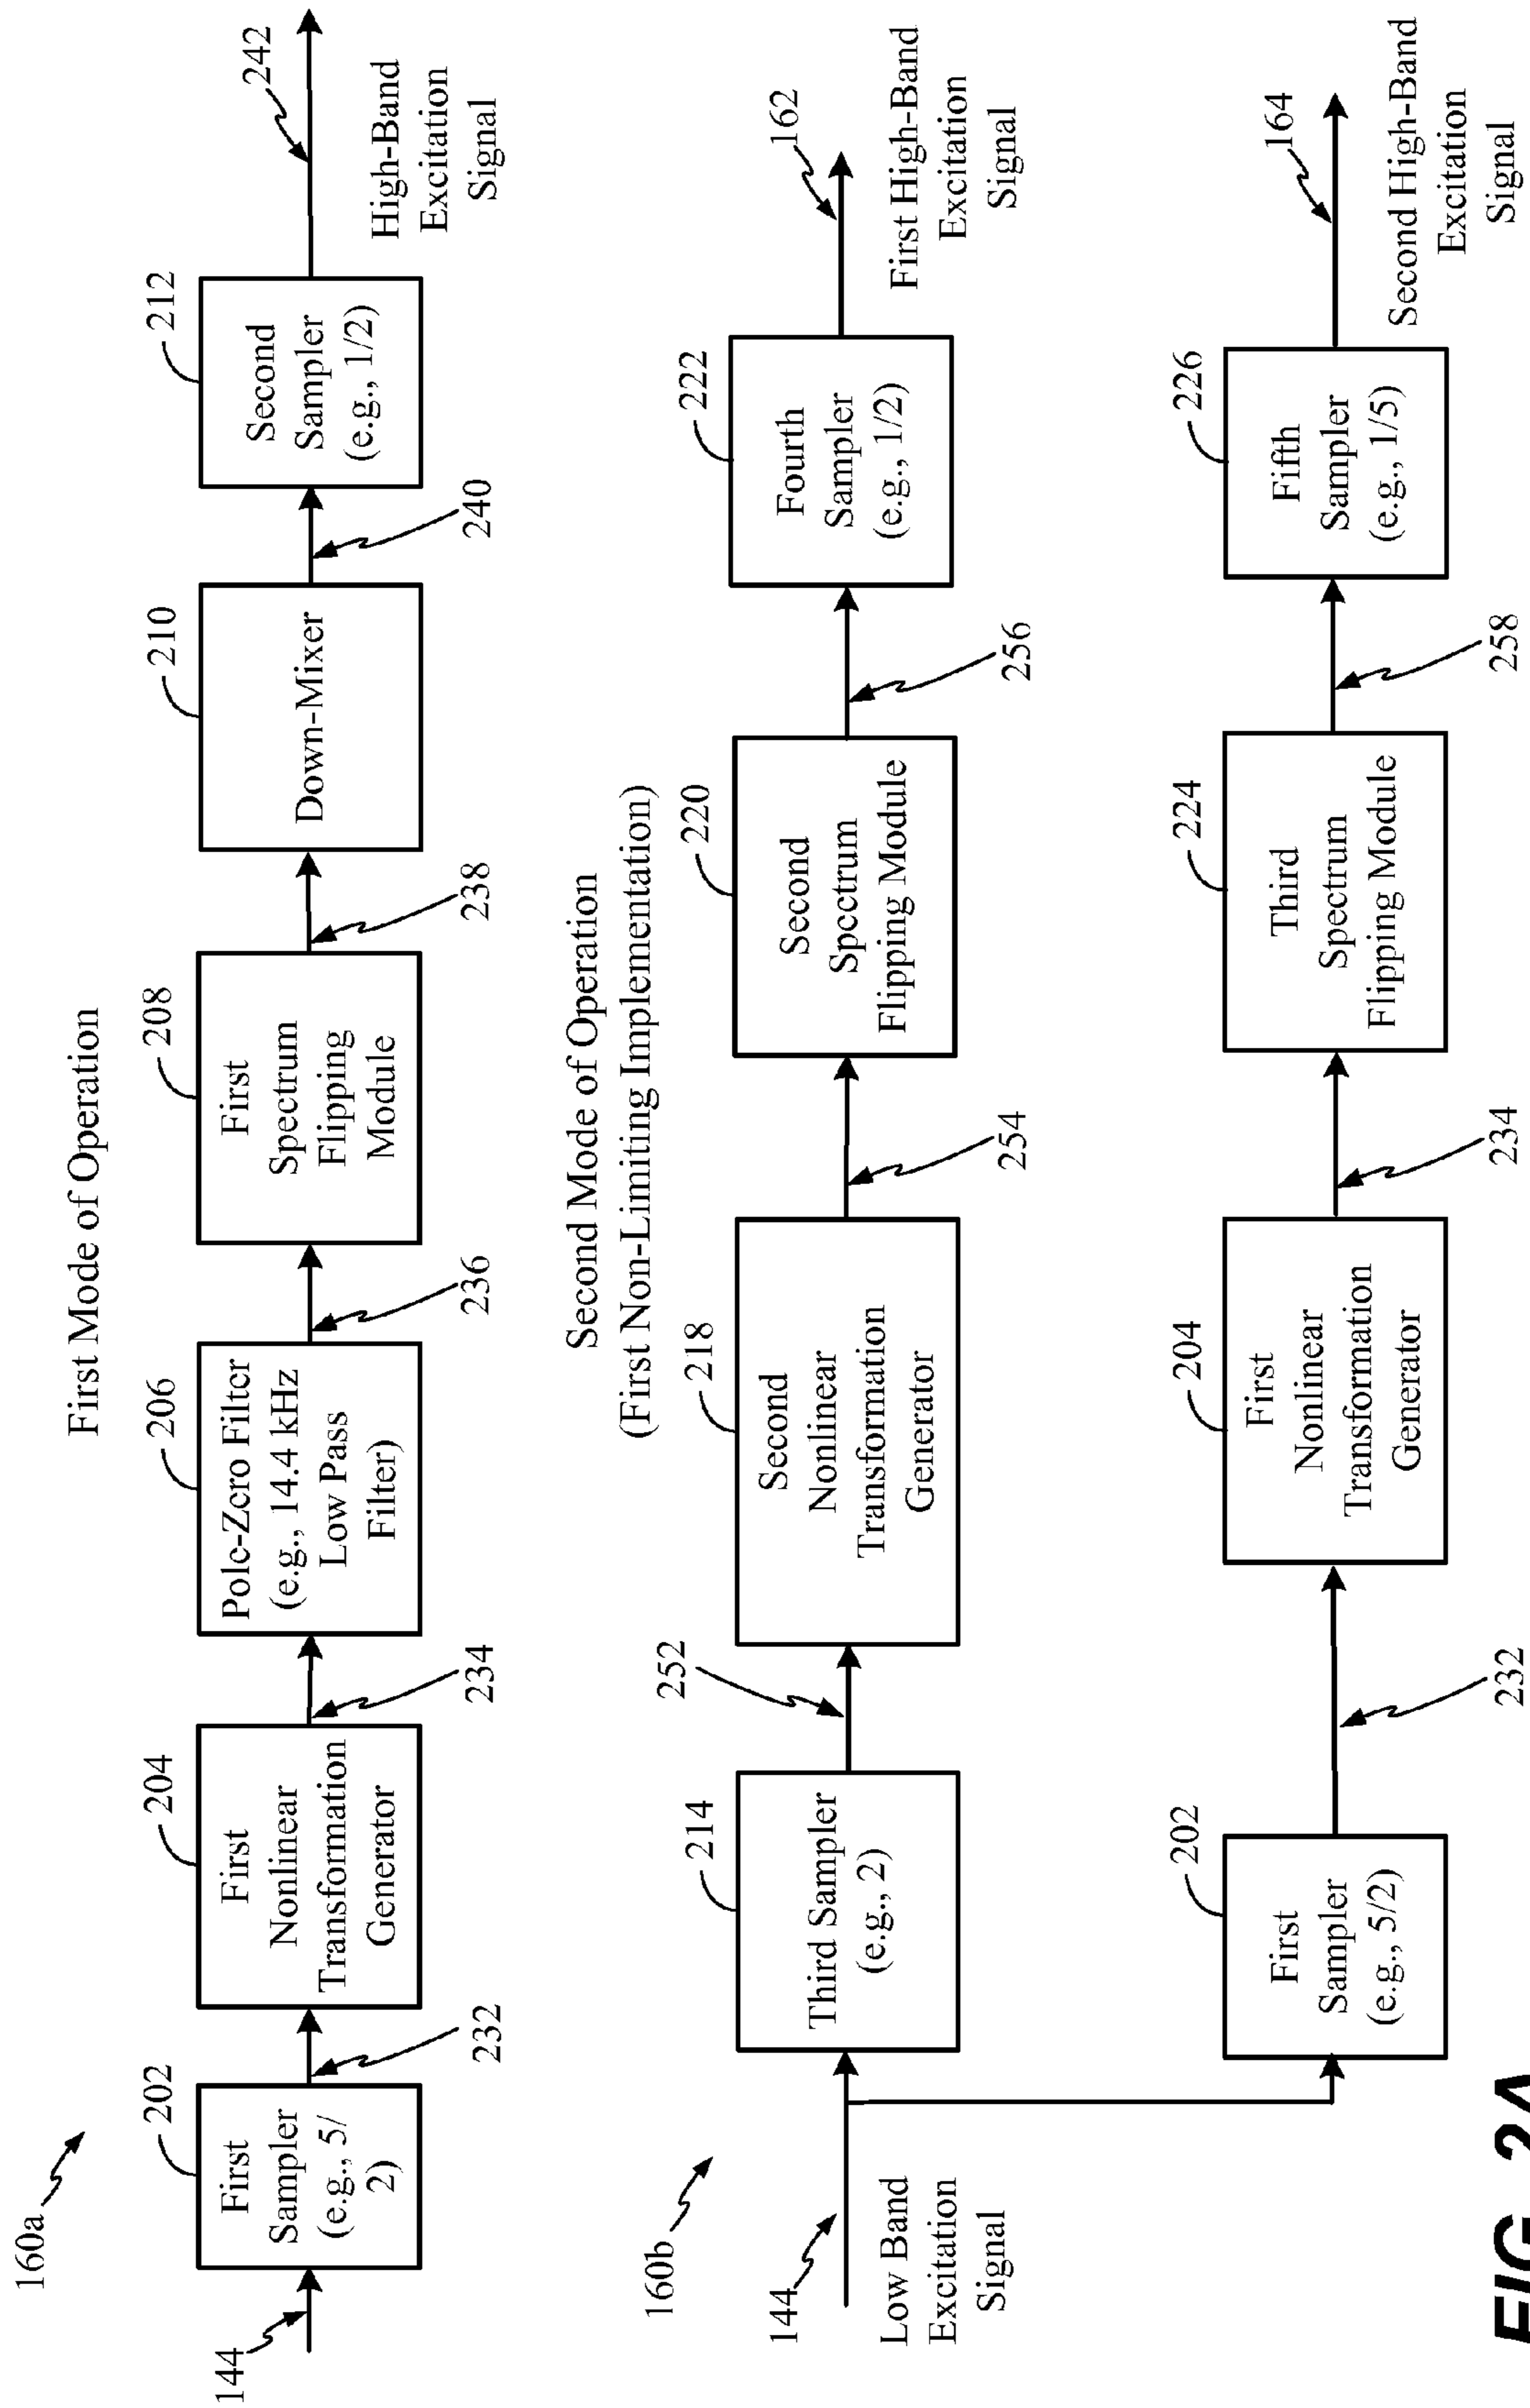 160a
First Mode of Operation
144
202
First
Sampler
(e.g., 5/
2)
232
204
First
Nonlinear
Transformation
Generator
234
206
Pole-Zero Filter
(e.g., 14.4 kHz
Low Pass
Filter)
236
208
First
Spectrum
Flipping
Module
238
210
Down-Mixer
240
212
Second
Sampler
(e.g., 1/2)
242
High-Band
Excitation
Signal
Second Mode of Operation
(First Non-Limiting Implementation)
160b
144
Low Band
Excitation
Signal
214
Third Sampler
(e.g., 2)
252
218
Second
Nonlinear
Transformation
Generator
254
220
Second
Spectrum
Flipping Module
256
222
Fourth
Sampler
(e.g., 1/2)
162
First High-Band
Excitation
Signal
202
First
Sampler
(e.g., 5/2)
232
204
First
Nonlinear
Transformation
Generator
234
224
Third
Spectrum
Flipping Module
258
226
Fifth
Sampler
(e.g., 1/5)
164
Second High-Band
Excitation
Signal
FIG. 2A